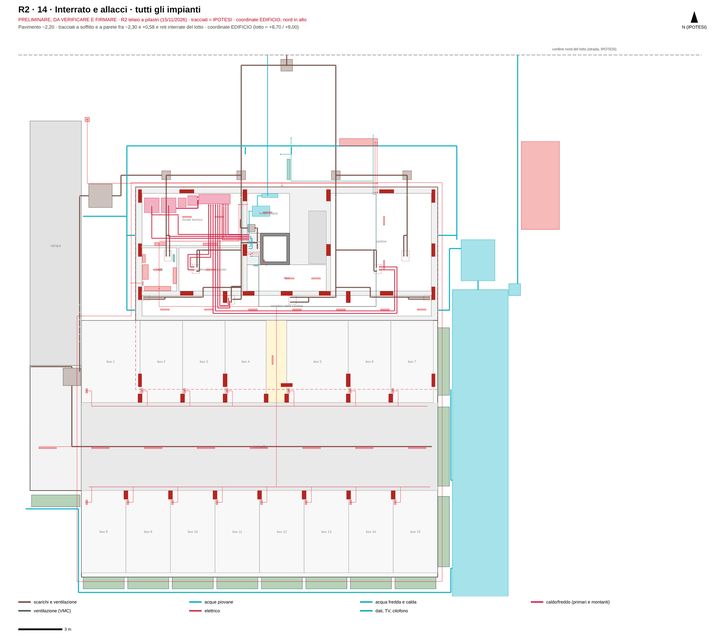 R2 · 14 · Interrato e allacci · tutti gli impianti
PRELIMINARE, DA VERIFICARE E FIRMARE · R2 telaio a pilastri (15/11/2026) · tracciati = IPOTESI · coordinate EDIFICIO, nord in alto
Pavimento −2,20 · tracciati a soffitto e a parete fra −2,30 e +0,58 e reti interrate del lotto · coordinate EDIFICIO (lotto = +8,70 / +9,00)
N (IPOTESI)
confine nord del lotto (strada, IPOTESI)
box 1
box 2
box 3
box 4
box 5
box 6
box 7
box 8
box 9
box 10
box 11
box 12
box 13
box 14
box 15
scarichi e ventilazione
acque piovane
acqua fredda e calda
caldo/freddo (primari e montanti)
ventilazione (VMC)
elettrico
dati, TV, citofono
3 m